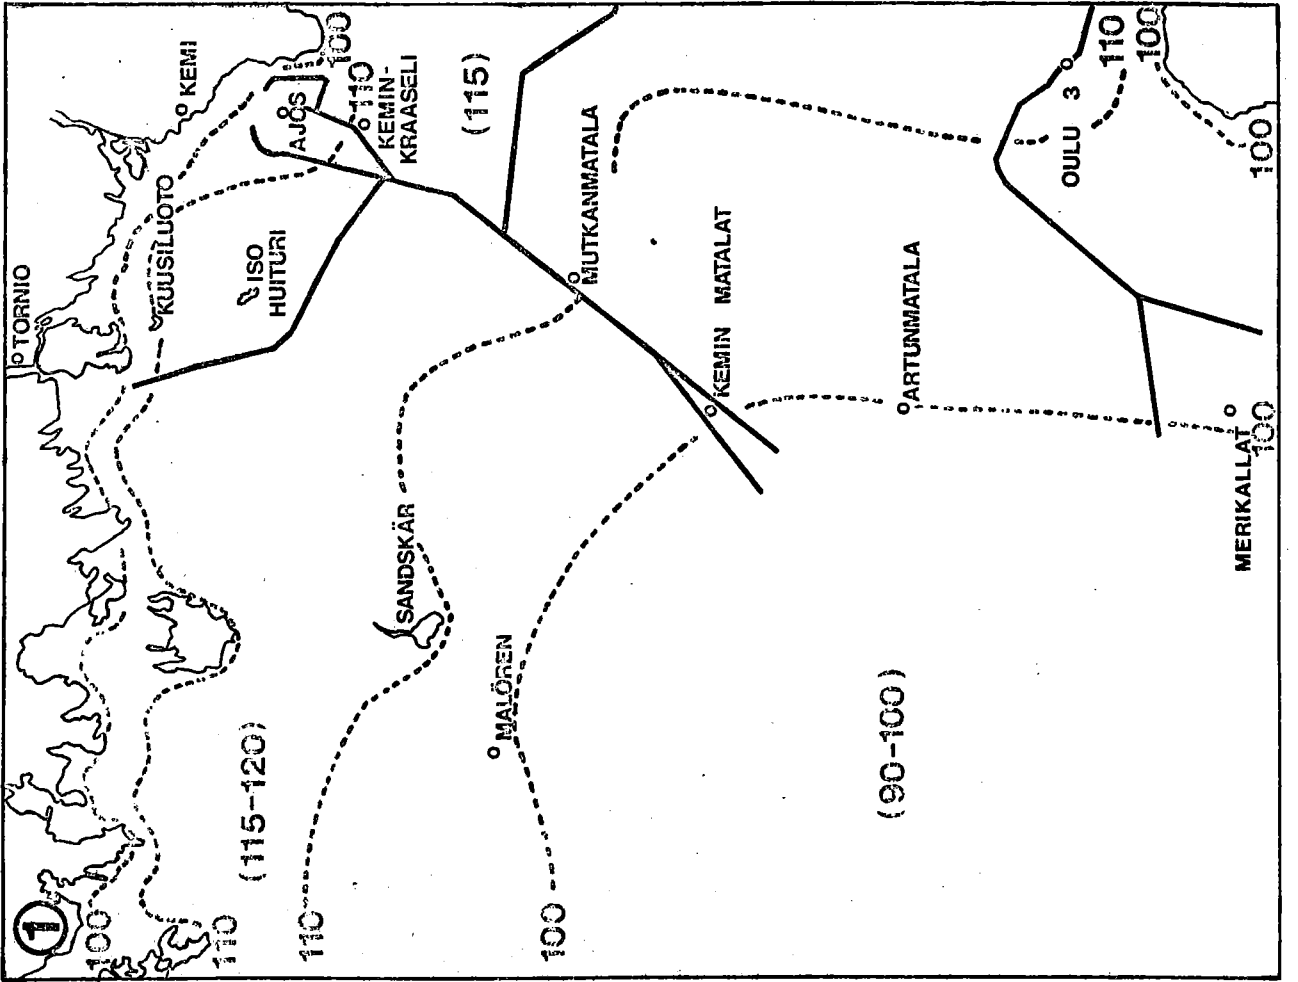 1
100
110
110
100
(115-120)
TORNIO
KEMI
100
AJOS
110
KEMIN-
KRAASELI
KUUSILUOTO
ISO
HUITURI
(115)
MUTKANMATALA
SANDSKÄR
MALÖREN
KEMIN MATALAT
ARTUNMATALA
(90-100)
OULU 3
110
100
100
MERIKALLAT
100